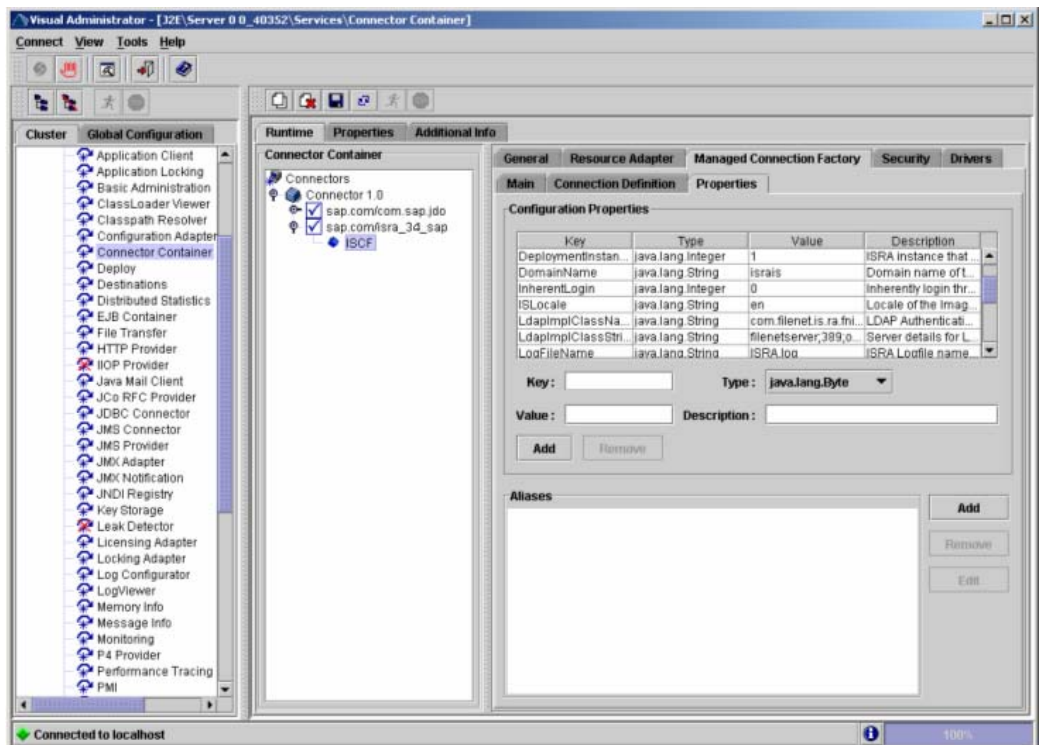 Visual Administrator - [J2E\Server 0 0_40352\Services\Connector Container]
Connect View Tools Help
Cluster Global Configuration
Application Client
Application Locking
Basic Administration
ClassLoader Viewer
Classpath Resolver
Configuration Adapter
Connector Container
Deploy
Destinations
Distributed Statistics
EJB Container
File Transfer
HTTP Provider
IIOP Provider
Java Mail Client
JCo RFC Provider
JDBC Connector
JMS Connector
JMS Provider
JMX Adapter
JMX Notification
JNDI Registry
Key Storage
Leak Detector
Licensing Adapter
Locking Adapter
Log Configurator
LogViewer
Memory Info
Message Info
Monitoring
P4 Provider
Performance Tracing
PMI
Runtime Properties Additional Info
Connector Container
Connectors
Connector 1.0
sap.com/com.sap.jdo
sap.com/isra_34_sap
ISCF
General Resource Adapter Managed Connection Factory Security Drivers
Main Connection Definition Properties
Configuration Properties
Key Type Value Description
DeploymentInstan... java.lang.Integer 1 ISRA instance that ...
DomainName java.lang.String israis Domain name of t...
InherentLogin java.lang.Integer 0 Inherently login thr...
ISLocale java.lang.String en Locale of the Imag...
LdapImplClassNa... java.lang.String com.filenet.is.ra.fni... LDAP Authenticati...
LdapImplClassStri... java.lang.String filenetserver;389;o... Server details for L...
LogFileName java.lang.String ISRA.log ISRA Logfile name
Key : Type : java.lang.Byte
Value : Description :
Add Remove
Aliases
Add
Remove
Edit
Connected to localhost 100%